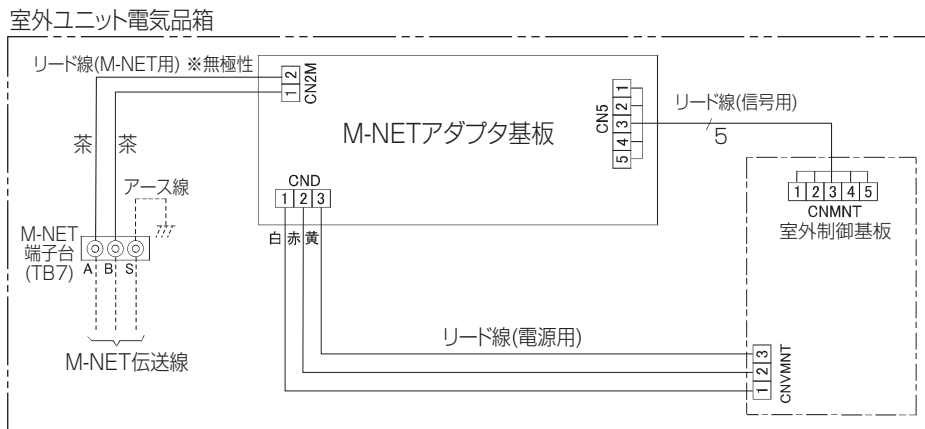 室外ユニット電気品箱
リード線(M-NET用) ※無極性
2
1
CN2M
M-NETアダプタ基板
CN5
1
2
3
4
5
リード線(信号用)
5
茶
茶
アース線
CND
1 2 3
白 赤 黄
1 2 3 4 5
CNMNT
室外制御基板
M-NET
端子台
(TB7)
A B S
M-NET伝送線
リード線(電源用)
3
2
1
CNVMNT